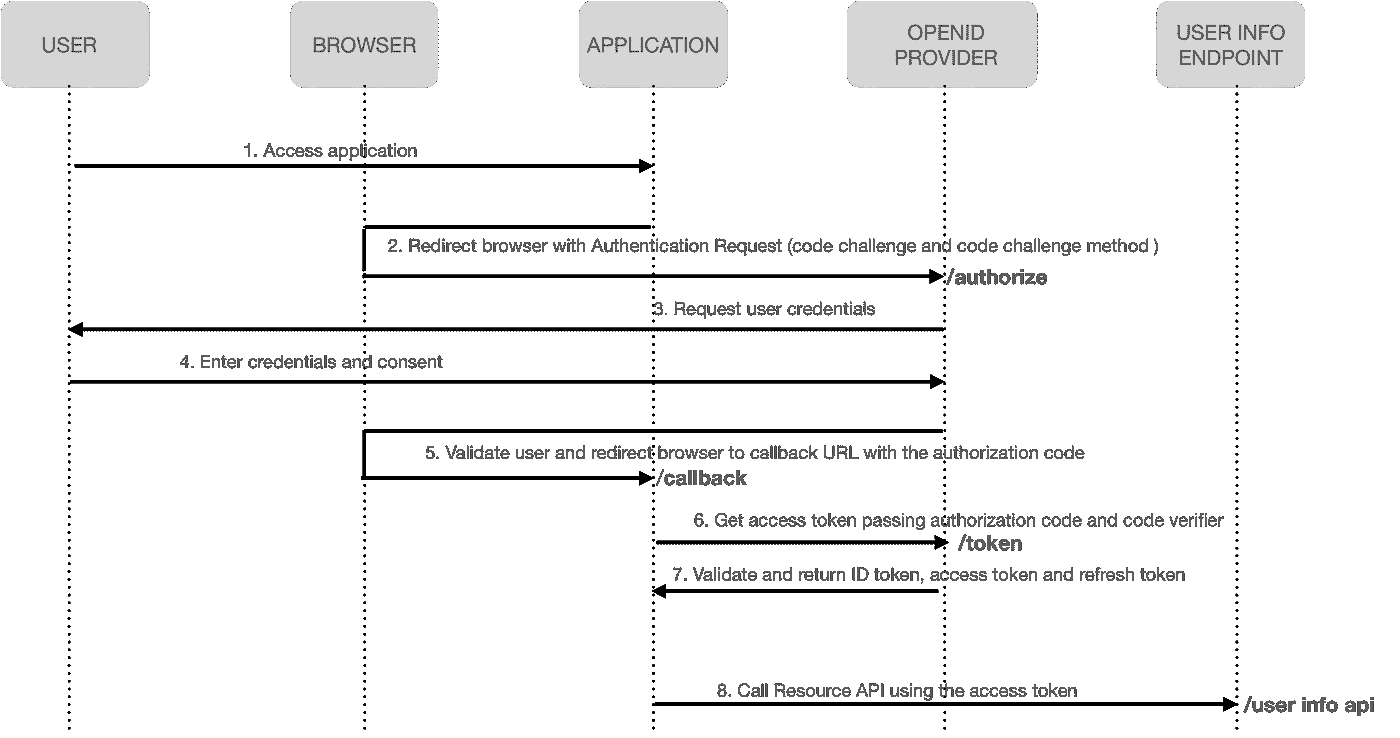 USER
BROWSER
APPLICATION
OPENID
PROVIDER
USER INFO
ENDPOINT
1. Access application
2. Redirect browser with Authentication Request (code challenge and code challenge method )
/authorize
3. Request user credentials
4. Enter credentials and consent
5. Validate user and redirect browser to callback URL with the authorization code
/callback
6. Get access token passing authorization code and code verifier
/token
7. Validate and return ID token, access token and refresh token
8. Call Resource API using the access token
/user info api